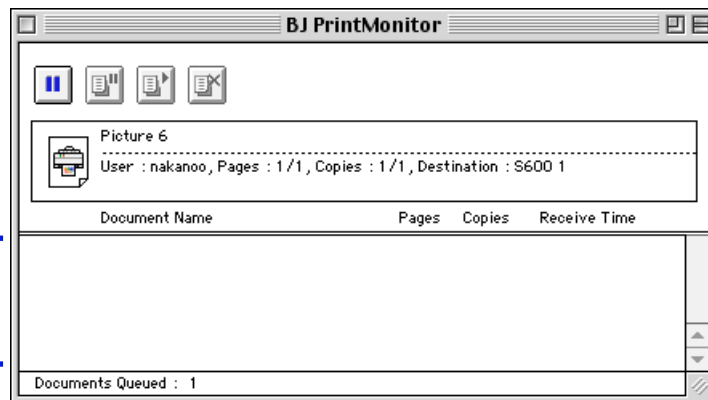 BJ PrintMonitor
Picture 6
User : nakanoo, Pages : 1/1, Copies : 1/1, Destination : S600 1
Document Name Pages Copies Receive Time
Documents Queued : 1